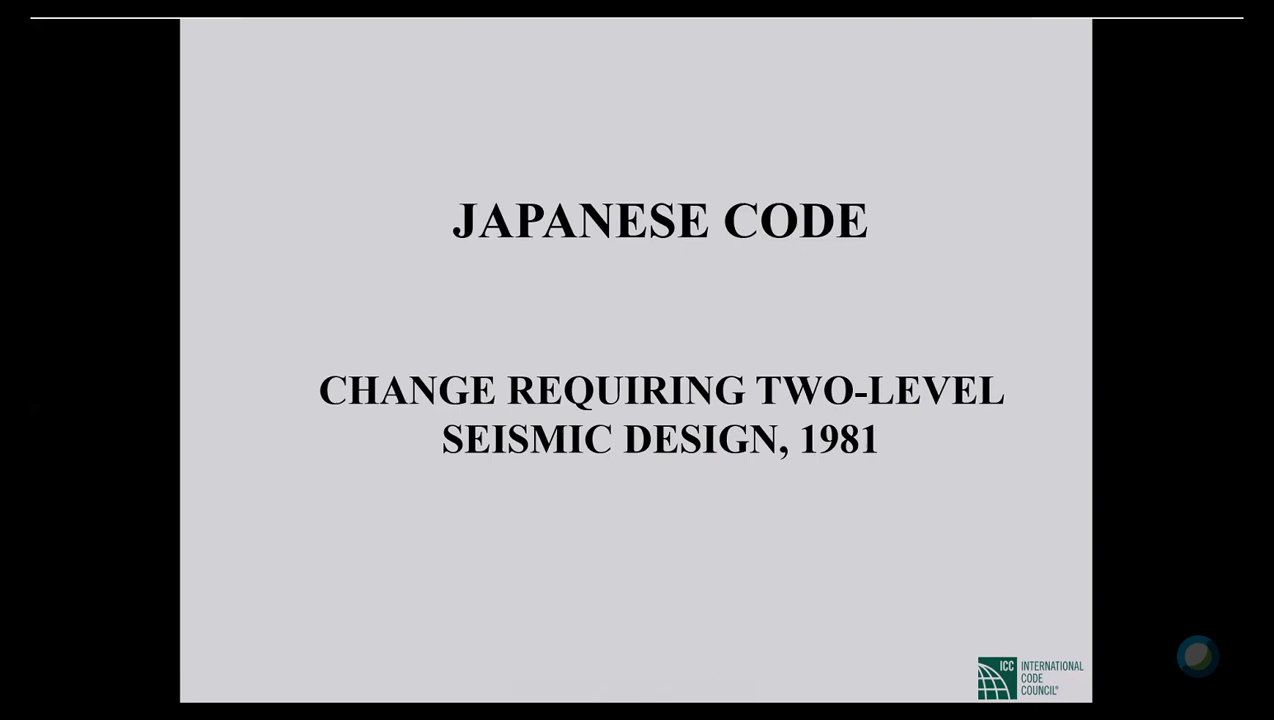 JAPANESE CODE
CHANGE REQUIRING TWO-LEVEL
SEISMIC DESIGN, 1981
ICC
INTERNATIONAL
CODE
COUNCIL®